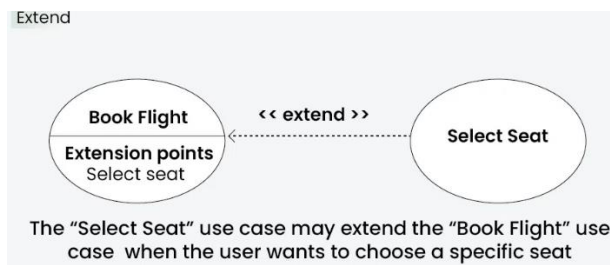 Extend
Book Flight
<< extend >>
Select Seat
Extension points
Select seat
The “Select Seat” use case may extend the “Book Flight” use
case when the user wants to choose a specific seat